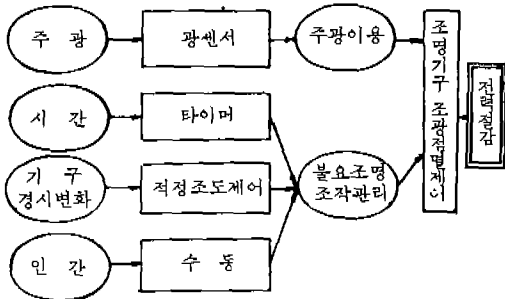 주 광
광센서
주광이용
시 간
타이머
기 구
경시변화
적정조도제어
불요조명
조작관리
인 간
수 동
조명기구 조광점멸제어
전력절감